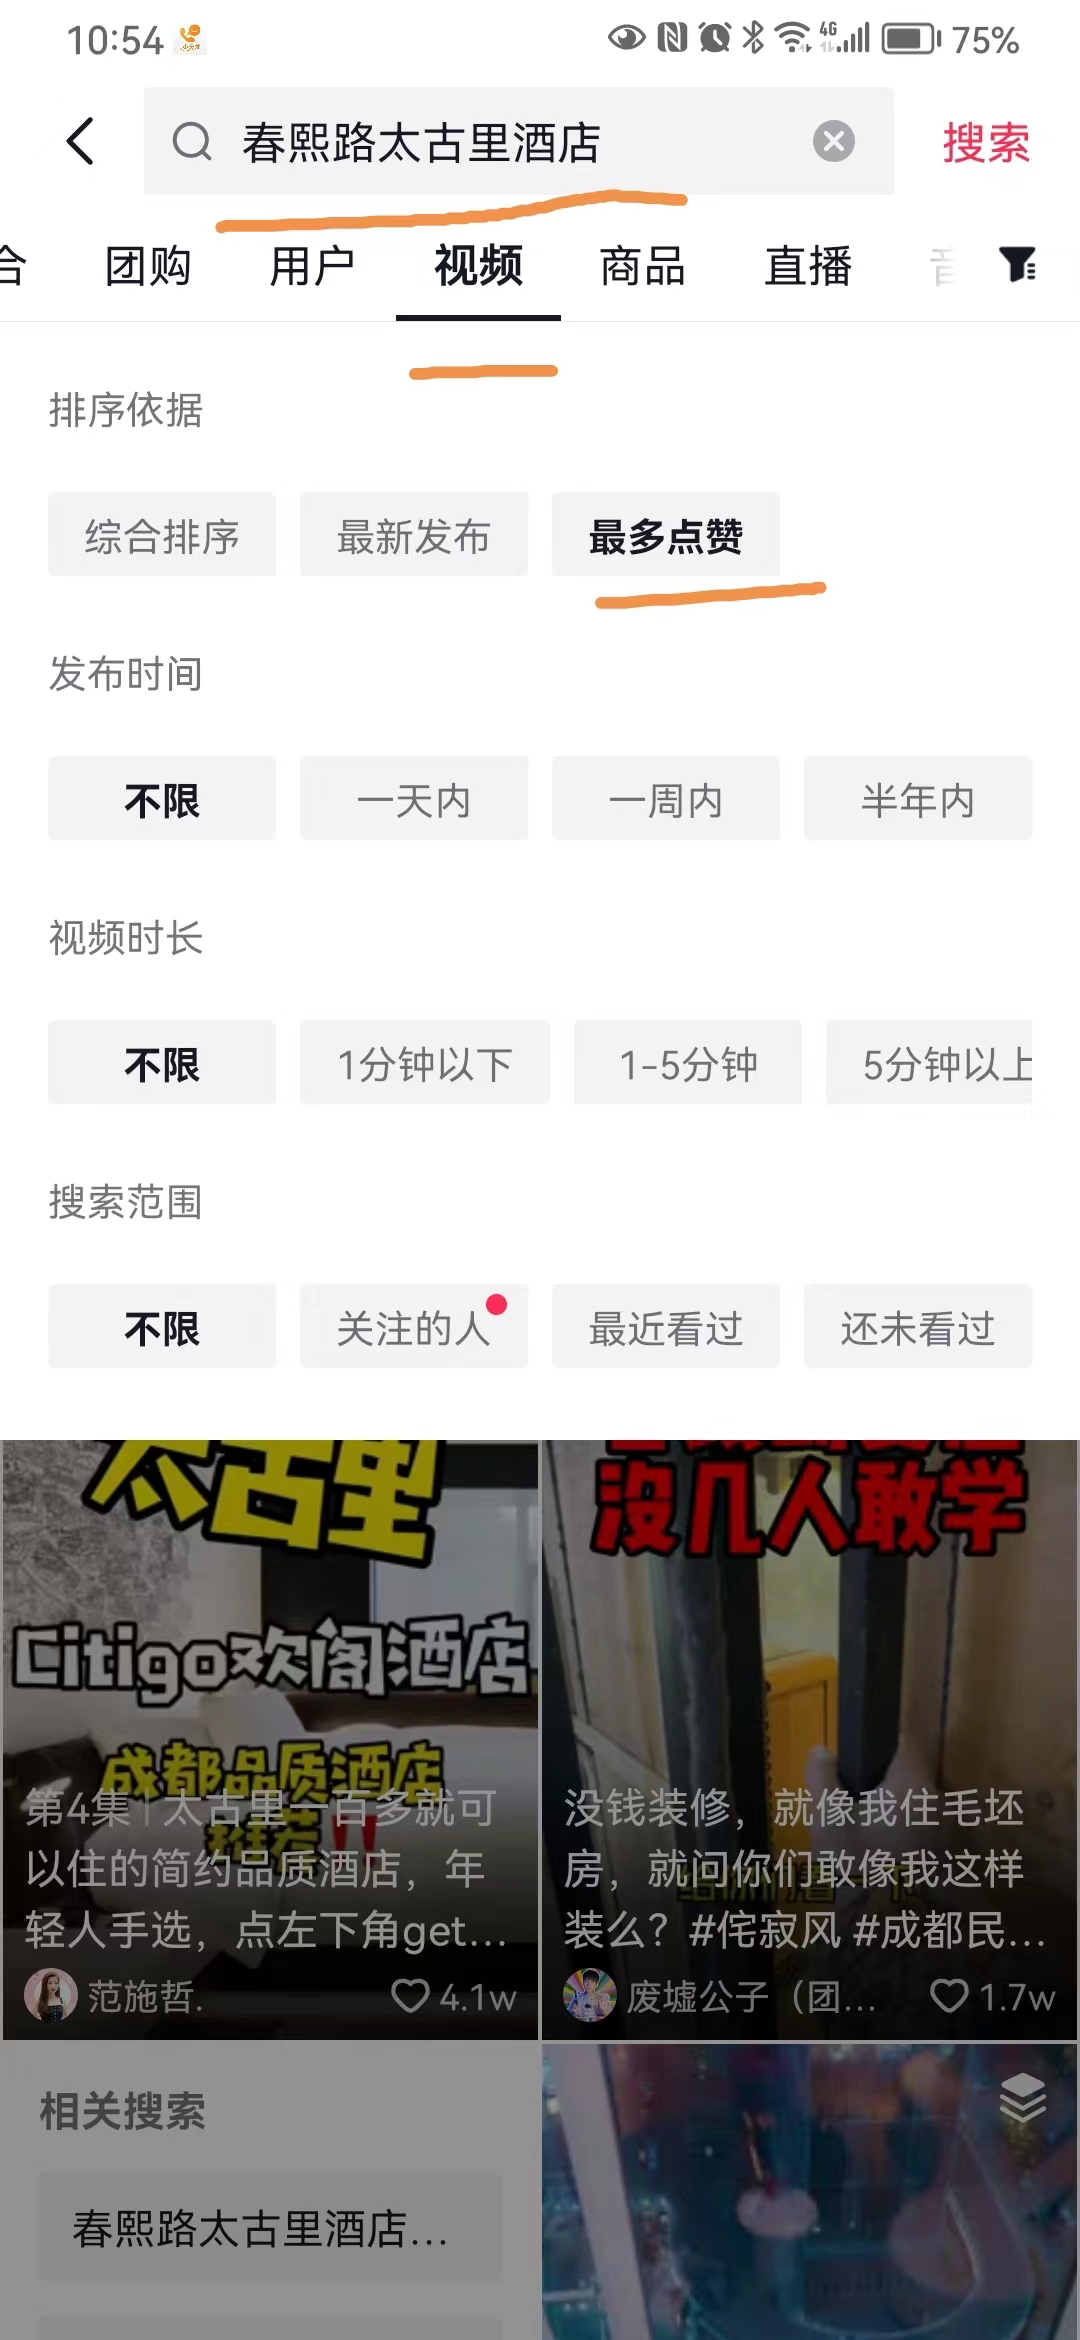 10:54
4G
75%
春熙路太古里酒店
搜索
合 团购 用户 视频 商品 直播 音
排序依据
综合排序 最新发布 最多点赞
发布时间
不限 一天内 一周内 半年内
视频时长
不限 1分钟以下 1-5分钟 5分钟以上
搜索范围
不限 关注的人 最近看过 还未看过
太古里
Citigo欢阁酒店
成都品质酒店
推荐!!
第4集 | 太古里一百多就可
以住的简约品质酒店，年
轻人手选，点左下角get...
范施哲.
4.1w
没几人敢学
没钱装修，就像我住毛坯
房，就问你们敢像我这样
装么？#侘寂风 #成都民...
废墟公子（团...
1.7w
相关搜索
春熙路太古里酒店...